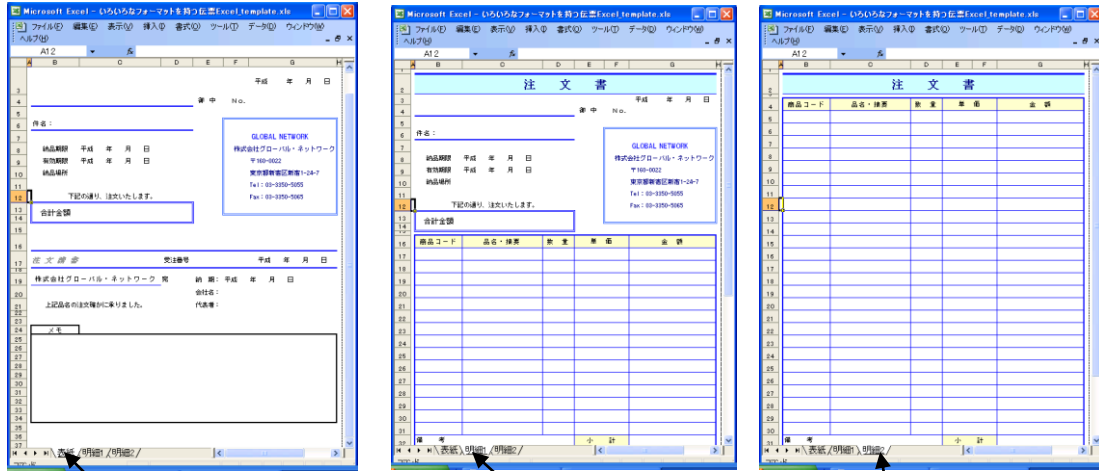 Microsoft Excel - いろいろなフォーマットを持つ伝票Excel_template.xls
ファイル(F) 編集(E) 表示(V) 挿入(I) 書式(O) ツール(T) データ(D) ウィンドウ(W)
ヘルプ(H)
A12 fx
A B C D E F G H
平成 年 月 日
御中 No.
件名:
GLOBAL NETWORK
納品期限 平成 年 月 日 株式会社グローバル・ネットワーク
有効期限 平成 年 月 日 〒160-0022
納品場所 東京都新宿区新宿1-24-7
Tel:03-3350-5055
下記の通り、注文いたします。 Fax:03-3350-5065
合計金額
注文請書 受注番号 平成 年 月 日
株式会社グローバル・ネットワーク 宛 納 期:平成 年 月 日
会社名:
上記品名の注文確かに承りました。 代表者:
メモ
表紙 明細1 明細2
Microsoft Excel - いろいろなフォーマットを持つ伝票Excel_template.xls
ファイル(F) 編集(E) 表示(V) 挿入(I) 書式(O) ツール(T) データ(D) ウィンドウ(W)
ヘルプ(H)
A12 fx
A B C D E F G H
注 文 書
平成 年 月 日
御中 No.
件名:
GLOBAL NETWORK
納品期限 平成 年 月 日 株式会社グローバル・ネットワーク
有効期限 平成 年 月 日 〒160-0022
納品場所 東京都新宿区新宿1-24-7
Tel:03-3350-5055
下記の通り、注文いたします。 Fax:03-3350-5065
合計金額
商品コード 品名・摘要 数 量 単 価 金 額
備 考 小 計
表紙 明細1 明細2
Microsoft Excel - いろいろなフォーマットを持つ伝票Excel_template.xls
ファイル(F) 編集(E) 表示(V) 挿入(I) 書式(O) ツール(T) データ(D) ウィンドウ(W)
ヘルプ(H)
A12 fx
A B C D E F G H
注 文 書
商品コード 品名・摘要 数 量 単 価 金 額
備 考 小 計
表紙 明細1 明細2